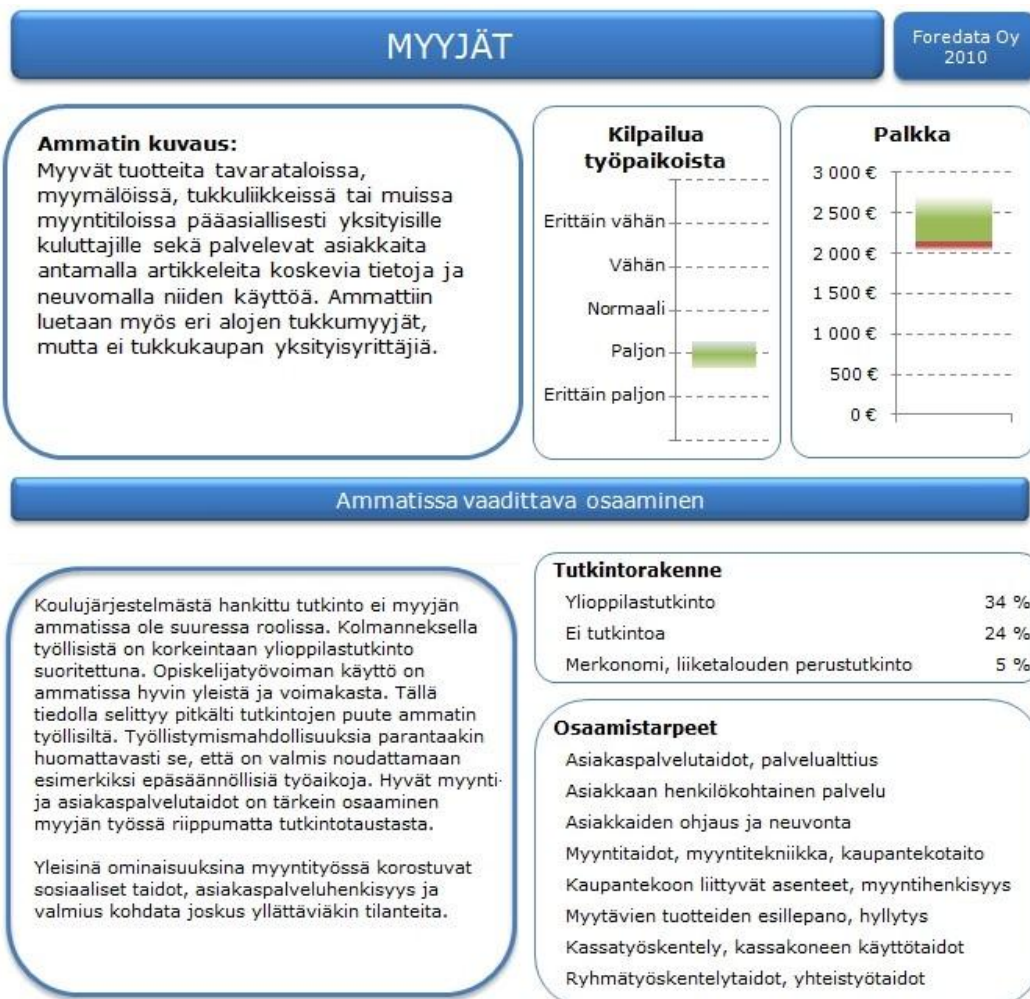 MYYJÄT
Foredata Oy
2010
Ammatin kuvaus:
Myyvät tuotteita tavarataloissa,
myymälöissä, tukkuliikkeissä tai muissa
myyntitiloissa pääasiallisesti yksityisille
kuluttajille sekä palvelevat asiakkaita
antamalla artikkeleita koskevia tietoja ja
neuvomalla niiden käyttöä. Ammattiin
luetaan myös eri alojen tukkumyyjät,
mutta ei tukkukaupan yksityisyrittäjiä.
Kilpailua
työpaikoista
Erittäin vähän
Vähän
Normaali
Paljon
Erittäin paljon
Palkka
3 000 €
2 500 €
2 000 €
1 500 €
1 000 €
500 €
0 €
Ammatissa vaadittava osaaminen
Koulujärjestelmästä hankittu tutkinto ei myyjän
ammatissa ole suuressa roolissa. Kolmanneksella
työllisistä on korkeintaan ylioppilastutkinto
suoritettuna. Opiskelijatyövoiman käyttö on
ammatissa hyvin yleistä ja voimakasta. Tällä
tiedolla selittyy pitkälti tutkintojen puute ammatin
työllisiltä. Työllistymismahdollisuuksia parantaakin
huomattavasti se, että on valmis noudattamaan
esimerkiksi epäsäännöllisiä työaikoja. Hyvät myynti-
ja asiakaspalvelutaidot on tärkein osaaminen
myyjän työssä riippumatta tutkintotaustasta.
Yleisinä ominaisuuksina myyntityössä korostuvat
sosiaaliset taidot, asiakaspalveluhenkisyys ja
valmius kohdata joskus yllättäviäkin tilanteita.
Tutkintorakenne
Ylioppilastutkinto 34 %
Ei tutkintoa 24 %
Merkonomi, liiketalouden perustutkinto 5 %
Osaamistarpeet
Asiakaspalvelutaidot, palvelualttius
Asiakkaan henkilökohtainen palvelu
Asiakkaiden ohjaus ja neuvonta
Myyntitaidot, myyntitekniikka, kaupantekotaito
Kaupantekoon liittyvät asenteet, myyntihenkisyys
Myytävien tuotteiden esillepano, hyllytys
Kassatyöskentely, kassakoneen käyttötaidot
Ryhmätyöskentelytaidot, yhteistyötaidot